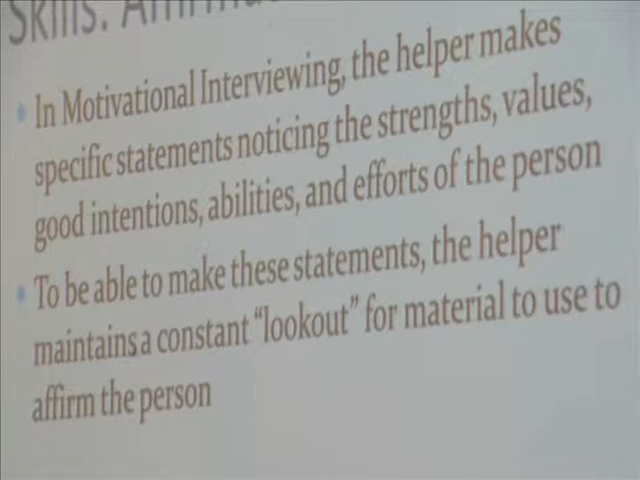 Skills:
• In Motivational Interviewing, the helper makes
specific statements noticing the strengths, values,
good intentions, abilities, and efforts of the person
• To be able to make these statements, the helper
maintains a constant “lookout” for material to use to
affirm the person